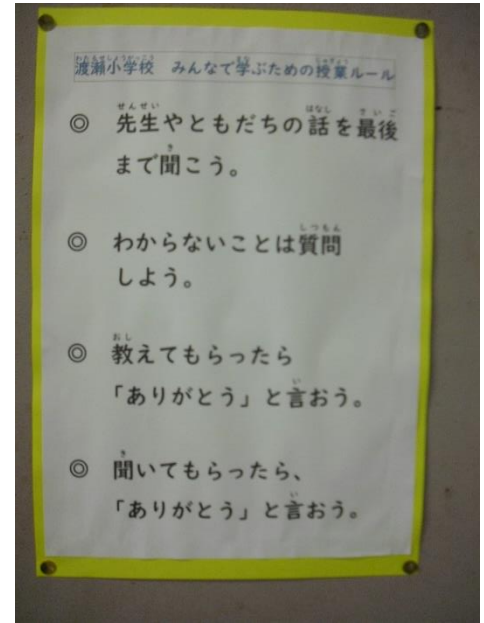 渡瀬小学校　みんなで学ぶための授業ルール
◎　先生やともだちの話を最後
まで聞こう。
◎　わからないことは質問
しよう。
◎　教えてもらったら
「ありがとう」と言おう。
◎　聞いてもらったら、
「ありがとう」と言おう。